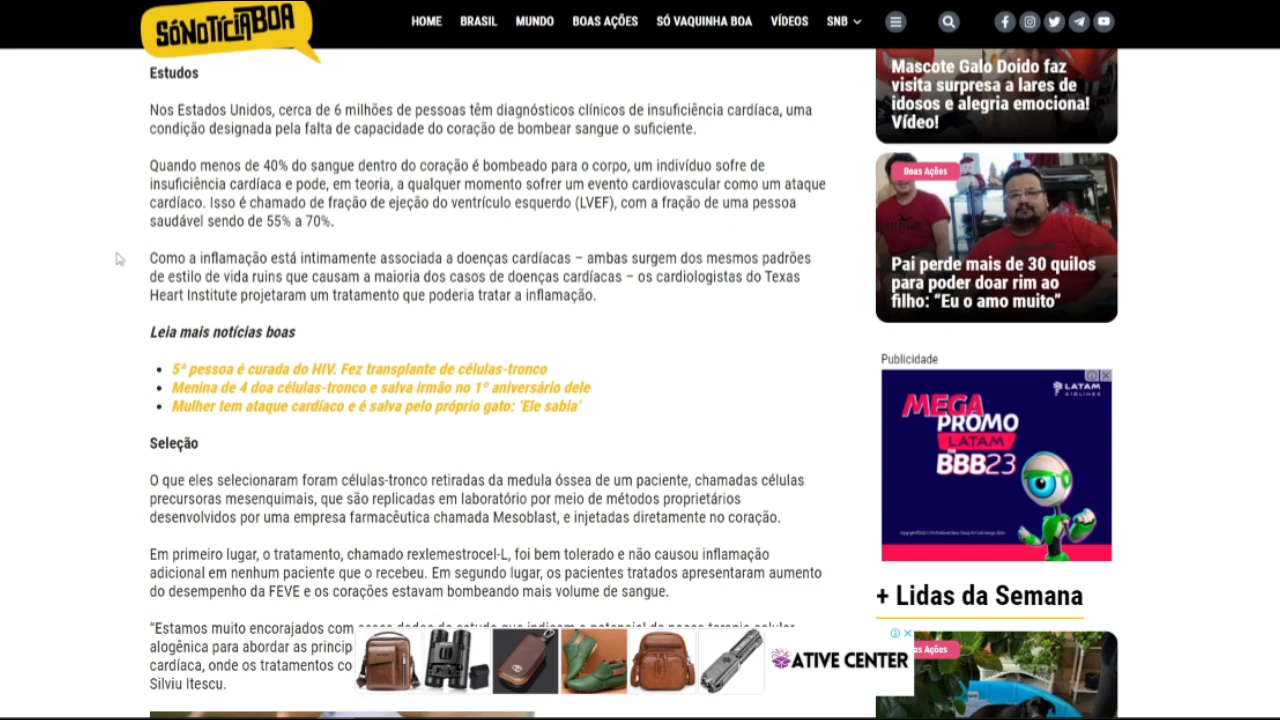 SÓNOTÍCIABOA
HOME BRASIL MUNDO BOAS AÇÕES SÓ VAQUINHA BOA VÍDEOS SNB
Estudos
Nos Estados Unidos, cerca de 6 milhões de pessoas têm diagnósticos clínicos de insuficiência cardíaca, uma
condição designada pela falta de capacidade do coração de bombear sangue o suficiente.
Quando menos de 40% do sangue dentro do coração é bombeado para o corpo, um indivíduo sofre de
insuficiência cardíaca e pode, em teoria, a qualquer momento sofrer um evento cardiovascular como um ataque
cardíaco. Isso é chamado de fração de ejeção do ventrículo esquerdo (LVEF), com a fração de uma pessoa
saudável sendo de 55% a 70%.
Como a inflamação está intimamente associada a doenças cardíacas – ambas surgem dos mesmos padrões
de estilo de vida ruins que causam a maioria dos casos de doenças cardíacas – os cardiologistas do Texas
Heart Institute projetaram um tratamento que poderia tratar a inflamação.
Leia mais notícias boas
5ª pessoa é curada do HIV. Fez transplante de células-tronco
Menina de 4 doa células-tronco e salva irmão no 1º aniversário dele
Mulher tem ataque cardíaco e é salva pelo próprio gato: ‘Ele sabia’
Seleção
O que eles selecionaram foram células-tronco retiradas da medula óssea de um paciente, chamadas células
precursoras mesenquimais, que são replicadas em laboratório por meio de métodos proprietários
desenvolvidos por uma empresa farmacêutica chamada Mesoblast, e injetadas diretamente no coração.
Em primeiro lugar, o tratamento, chamado rexlemestrocel-L, foi bem tolerado e não causou inflamação
adicional em nenhum paciente que o recebeu. Em segundo lugar, os pacientes tratados apresentaram aumento
do desempenho da FEVE e os corações estavam bombeando mais volume de sangue.
“Estamos muito encorajados com
alogênica para abordar as princip
cardíaca, onde os tratamentos co
Silviu Itescu.
ATIVE CENTER
Mascote Galo Doido faz
visita surpresa a lares de
idosos e alegria emociona!
Vídeo!
Boas Ações
Pai perde mais de 30 quilos
para poder doar rim ao
filho: “Eu o amo muito”
Publicidade
LATAM
AIRLINES
MEGA
PROMO
LATAM
BBB23
+ Lidas da Semana
as Ações